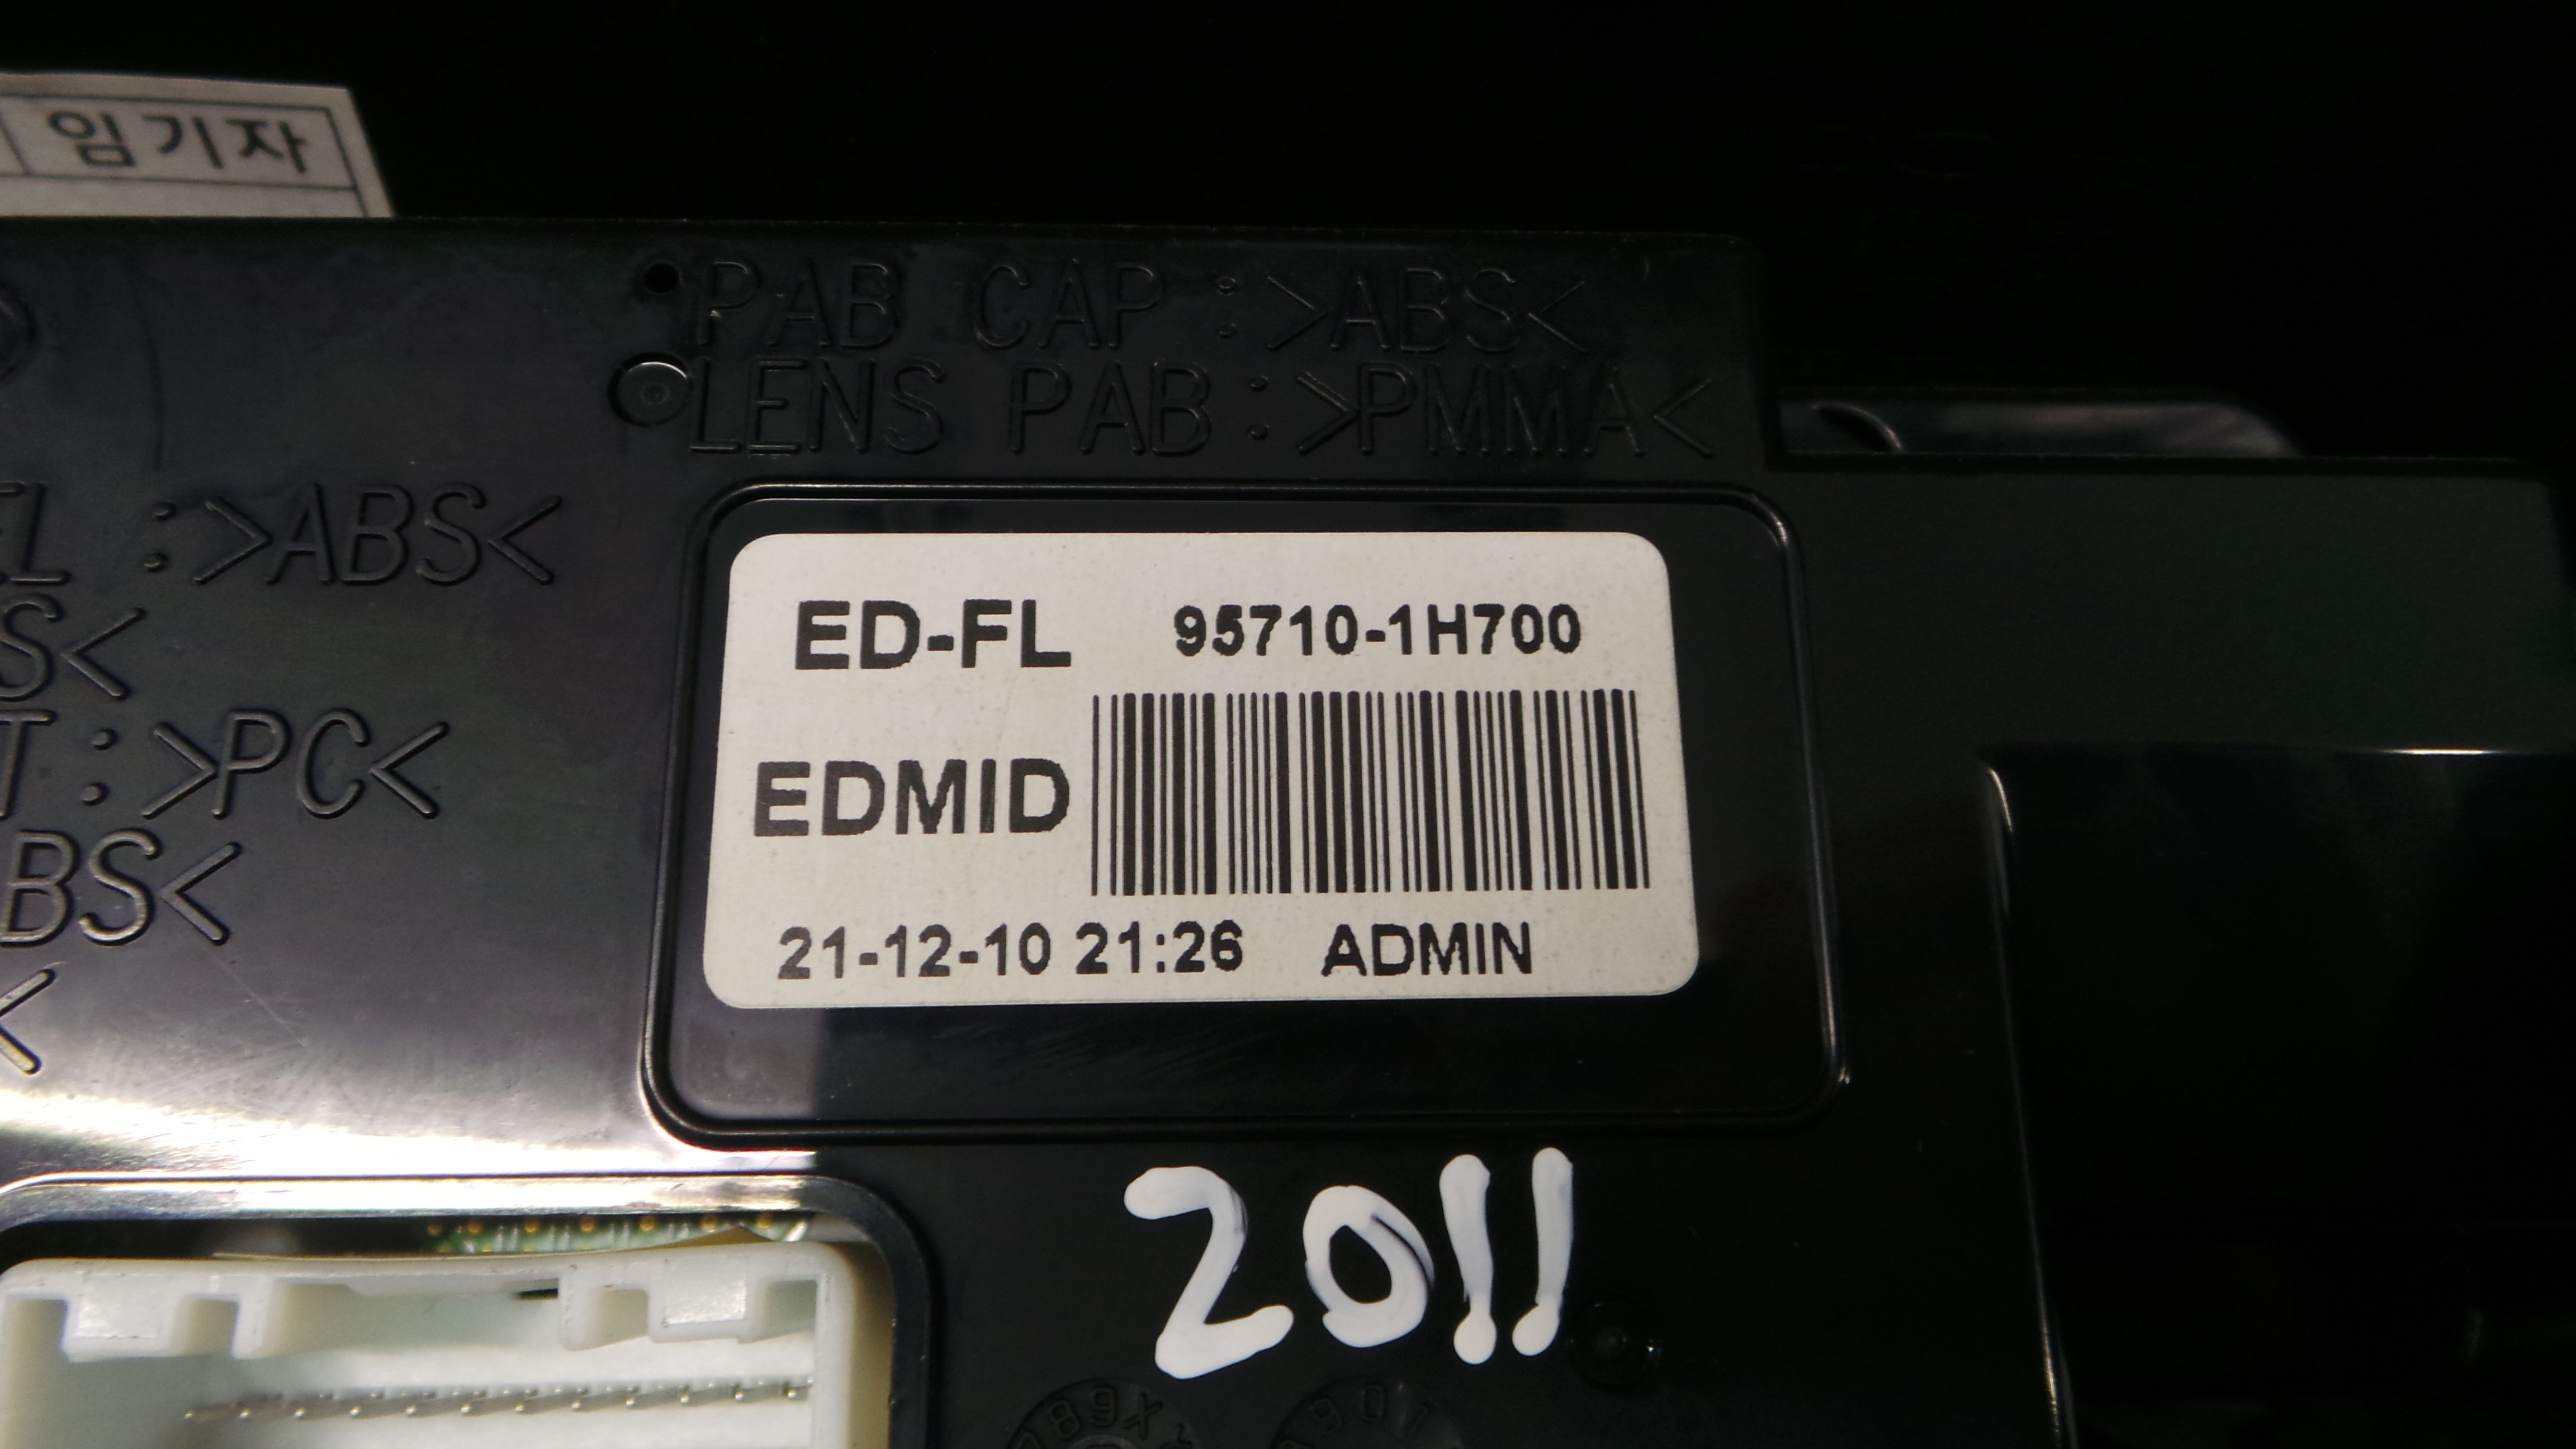 임기자
PAB CAP :>ABS<
LENS PAB :>PMMA<
:>ABS<
S<
T :>PC<
BS<
<
ED-FL 95710-1H700
EDMID
21-12-10 21:26 ADMIN
2011